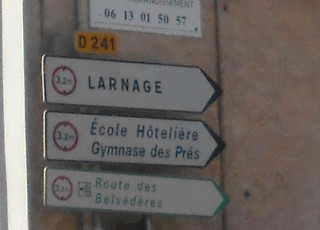 06 13 01 50 57
D 241
3,2m LARNAGE
3,2m École Hôtelière
Gymnase des Prés
3,2m Route des
Belvédères